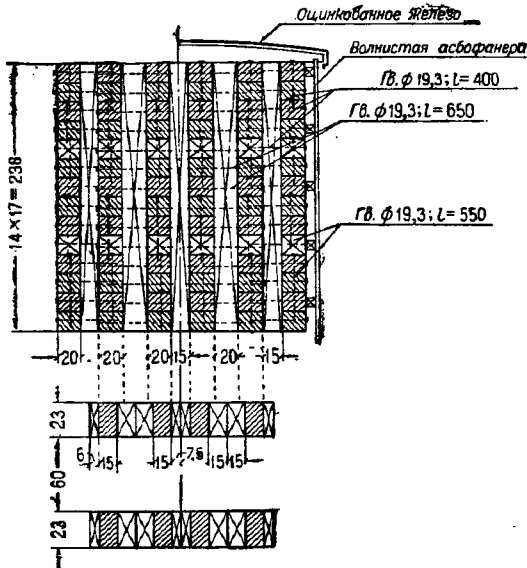 Оцинкованное железо
Волнистая асбофанера
Гв. ф 19,3; l = 400
Гв. ф 19,3; l = 650
Гв. ф 19,3; l = 550
14 × 17 = 238
20 20 20 15 20 15
23
6 15 15 7,5 15 15
60
23